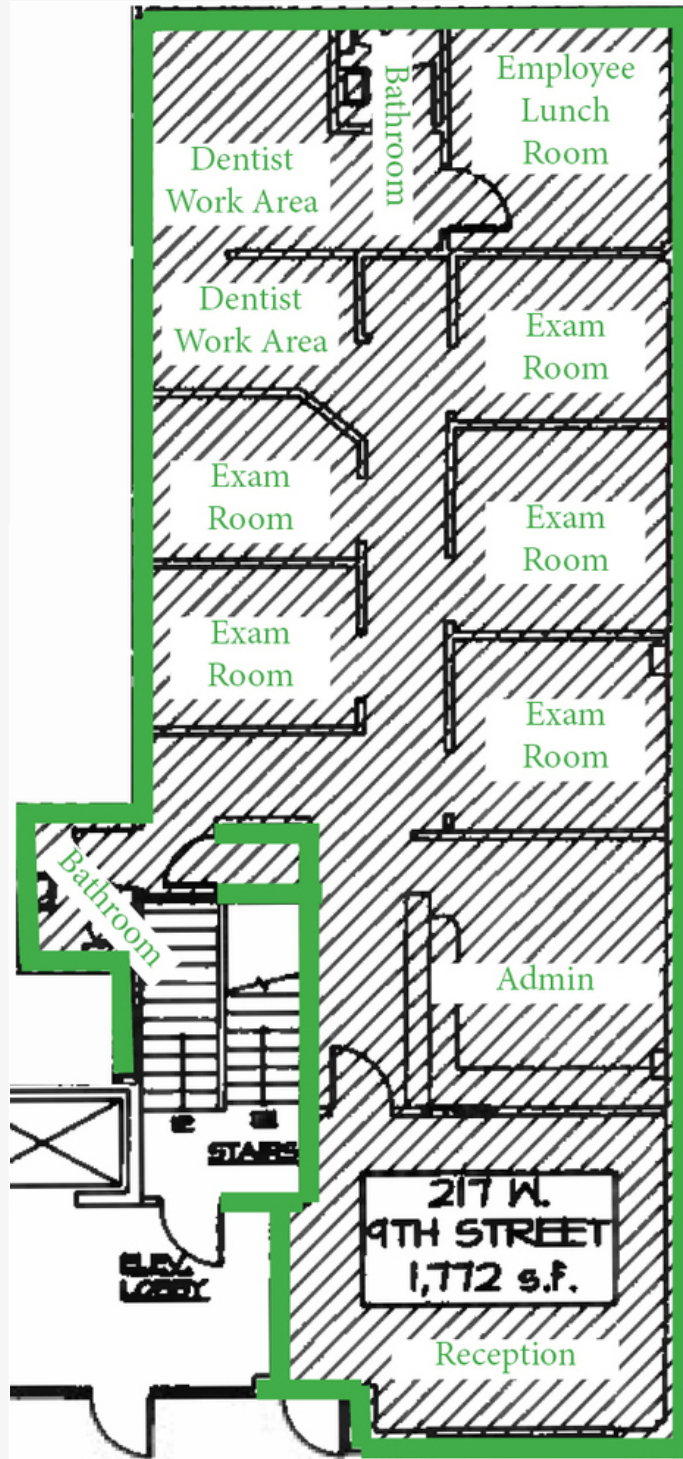 Bathroom
Employee
Lunch
Room
Dentist
Work Area
Dentist
Work Area
Exam
Room
Exam
Room
Exam
Room
Exam
Room
Exam
Room
Bathroom
Admin
STAIRS
217 W.
9TH STREET
1,772 s.f.
ELEV.
LOBBY
Reception